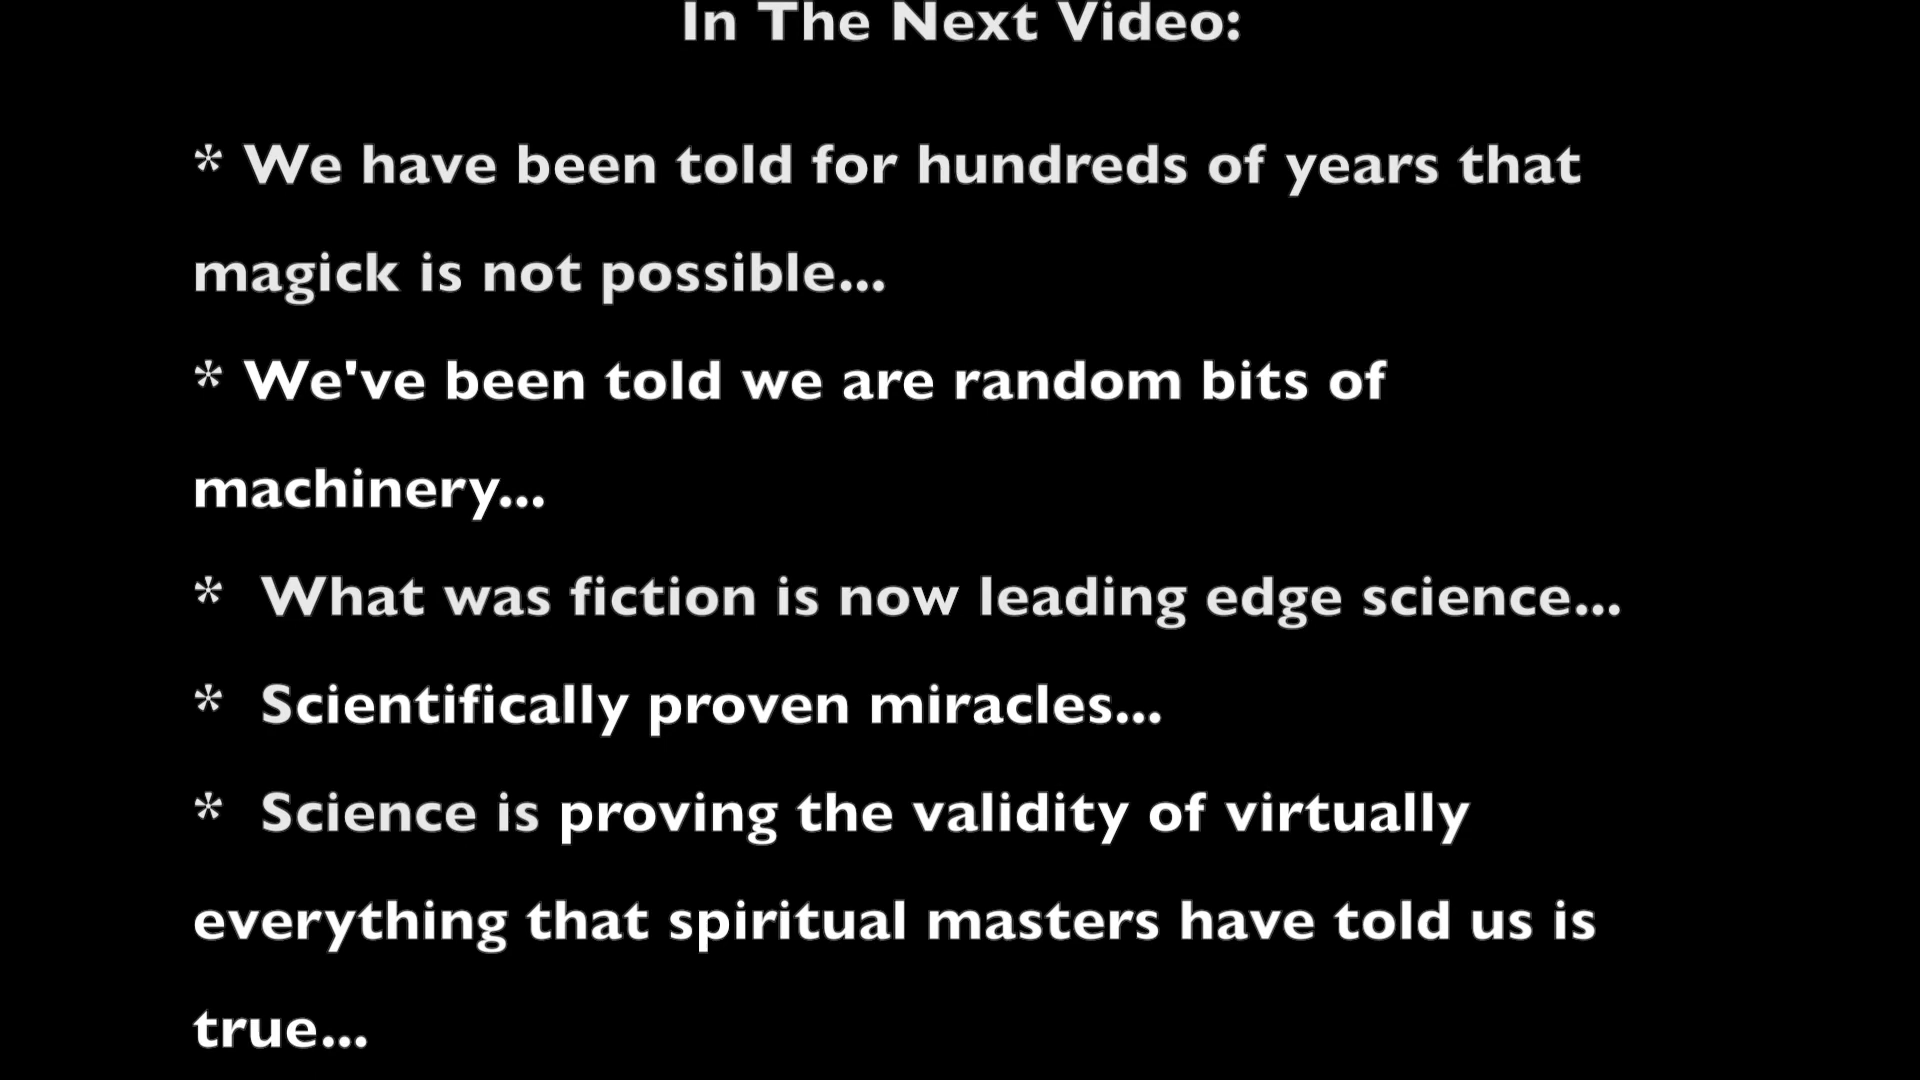 In The Next Video:
* We have been told for hundreds of years that
magick is not possible...
* We've been told we are random bits of
machinery...
*  What was fiction is now leading edge science...
*  Scientifically proven miracles...
*  Science is proving the validity of virtually
everything that spiritual masters have told us is
true...